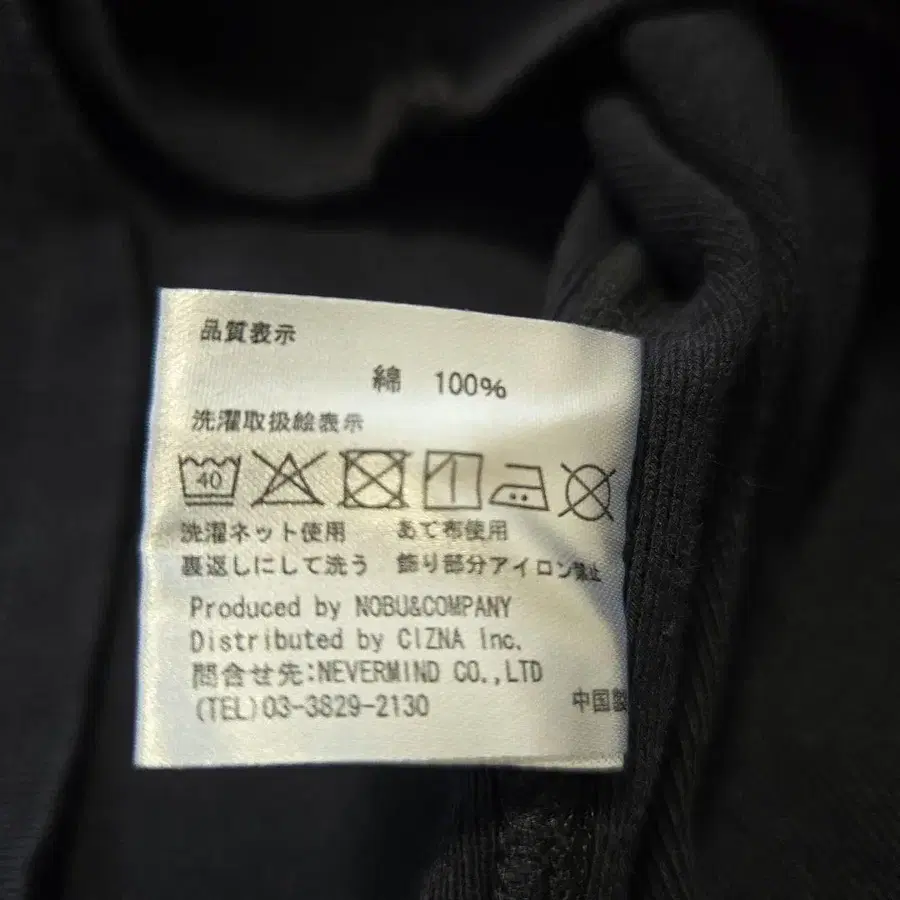 品質表示
綿 100%
洗濯取扱絵表示
40
洗濯ネット使用 あて布使用
裏返しにして洗う 飾り部分アイロン禁止
Produced by NOBU&COMPANY
Distributed by CIZNA Inc.
問合せ先:NEVERMIND CO.,LTD
(TEL)03-3829-2130
中国製